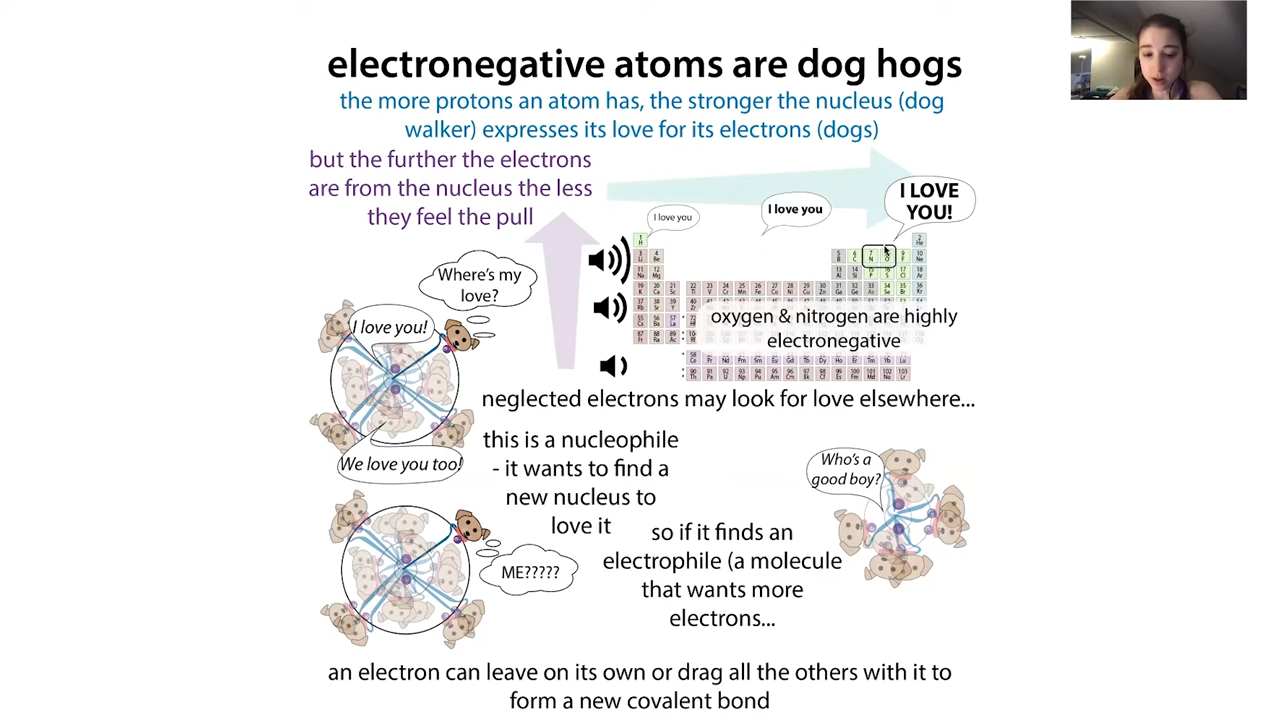 electronegative atoms are dog hogs
the more protons an atom has, the stronger the nucleus (dog
walker) expresses its love for its electrons (dogs)
but the further the electrons
are from the nucleus the less
they feel the pull
I love you
I love you
I LOVE
YOU!
Where's my
love?
I love you!
We love you too!
oxygen & nitrogen are highly
electronegative
neglected electrons may look for love elsewhere...
this is a nucleophile
- it wants to find a
new nucleus to
love it
ME?????
Who's a
good boy?
so if it finds an
electrophile (a molecule
that wants more
electrons...
an electron can leave on its own or drag all the others with it to
form a new covalent bond